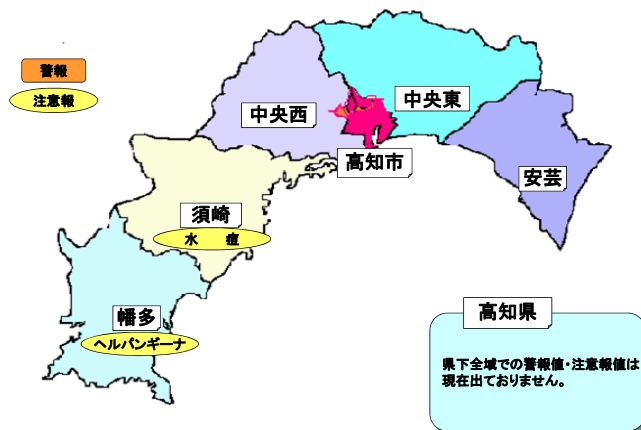 警報
注意報
中央西
中央東
高知市
安芸
須崎
水 痘
幡多
ヘルパンギーナ
高知県
県下全域での警報値・注意報値は
現在出ておりません。